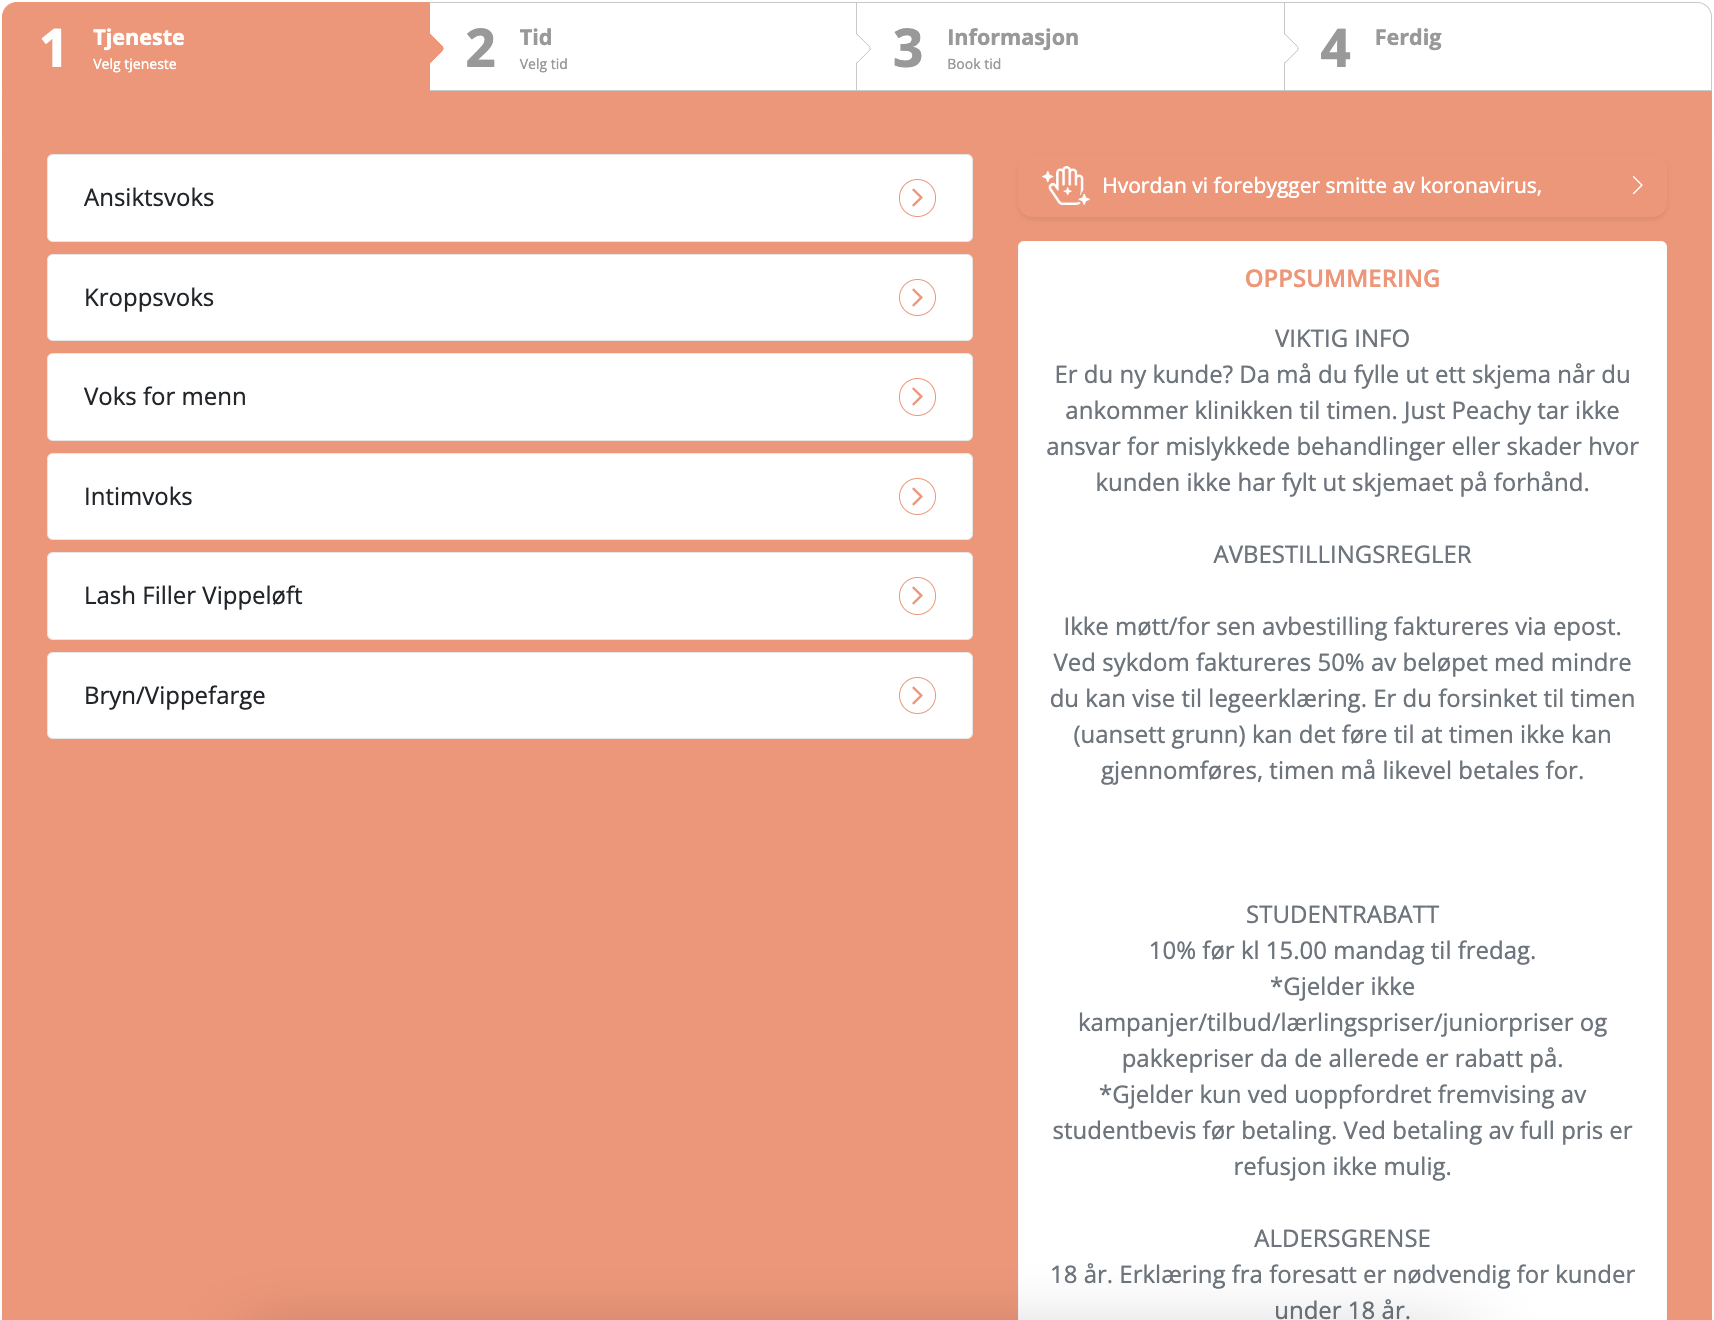 1 Tjeneste
Velg tjeneste
2 Tid
Velg tid
3 Informasjon
Book tid
4 Ferdig
Ansiktsvoks
Kroppsvoks
Voks for menn
Intimvoks
Lash Filler Vippeløft
Bryn/Vippefarge
Hvordan vi forebygger smitte av koronavirus,
OPPSUMMERING
VIKTIG INFO
Er du ny kunde? Da må du fylle ut ett skjema når du
ankommer klinikken til timen. Just Peachy tar ikke
ansvar for mislykkede behandlinger eller skader hvor
kunden ikke har fylt ut skjemaet på forhånd.
AVBESTILLINGSREGLER
Ikke møtt/for sen avbestilling faktureres via epost.
Ved sykdom faktureres 50% av beløpet med mindre
du kan vise til legeerklæring. Er du forsinket til timen
(uansett grunn) kan det føre til at timen ikke kan
gjennomføres, timen må likevel betales for.
STUDENTRABATT
10% før kl 15.00 mandag til fredag.
*Gjelder ikke
kampanjer/tilbud/lærlingspriser/juniorpriser og
pakkepriser da de allerede er rabatt på.
*Gjelder kun ved uoppfordret fremvising av
studentbevis før betaling. Ved betaling av full pris er
refusjon ikke mulig.
ALDERSGRENSE
18 år. Erklæring fra foresatt er nødvendig for kunder
under 18 år.